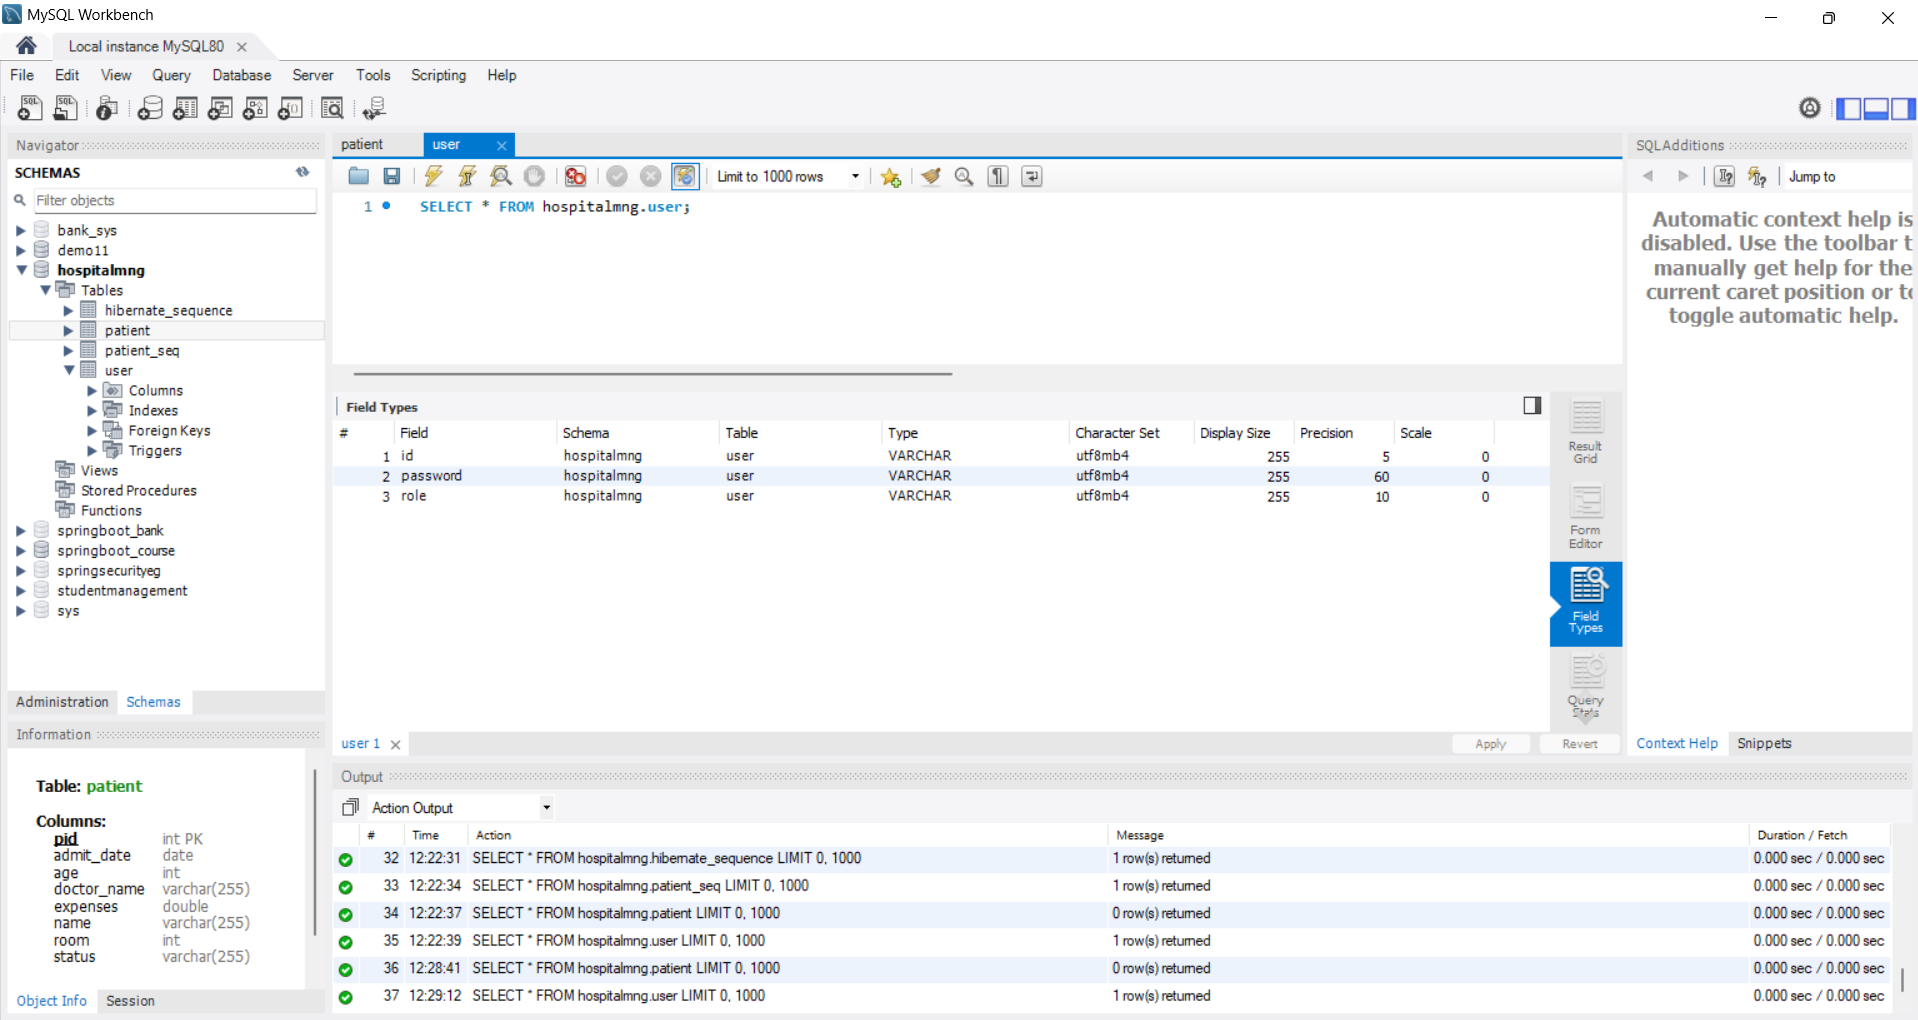 MySQL Workbench
Local instance MySQL80
File Edit View Query Database Server Tools Scripting Help
Navigator
SCHEMAS
Filter objects
bank_sys
demo11
hospitalmng
Tables
hibernate_sequence
patient
patient_seq
user
Columns
Indexes
Foreign Keys
Triggers
Views
Stored Procedures
Functions
springboot_bank
springboot_course
springsecurityeg
studentmanagement
sys
Administration Schemas
Information
Table: patient
Columns:
pid int PK
admit_date date
age int
doctor_name varchar(255)
expenses double
name varchar(255)
room int
status varchar(255)
Object Info Session
patient user
Limit to 1000 rows
1 SELECT * FROM hospitalmng.user;
Field Types
# Field Schema Table Type Character Set Display Size Precision Scale
1 id hospitalmng user VARCHAR utf8mb4 255 5 0
2 password hospitalmng user VARCHAR utf8mb4 255 60 0
3 role hospitalmng user VARCHAR utf8mb4 255 10 0
Result
Grid
Form
Editor
Field
Types
Query
Stats
user 1
Apply Revert
SQLAdditions
Jump to
Automatic context help is
disabled. Use the toolbar t
manually get help for the
current caret position or to
toggle automatic help.
Context Help Snippets
Output
Action Output
# Time Action Message Duration / Fetch
32 12:22:31 SELECT * FROM hospitalmng.hibernate_sequence LIMIT 0, 1000 1 row(s) returned 0.000 sec / 0.000 sec
33 12:22:34 SELECT * FROM hospitalmng.patient_seq LIMIT 0, 1000 1 row(s) returned 0.000 sec / 0.000 sec
34 12:22:37 SELECT * FROM hospitalmng.patient LIMIT 0, 1000 0 row(s) returned 0.000 sec / 0.000 sec
35 12:22:39 SELECT * FROM hospitalmng.user LIMIT 0, 1000 1 row(s) returned 0.000 sec / 0.000 sec
36 12:28:41 SELECT * FROM hospitalmng.patient LIMIT 0, 1000 0 row(s) returned 0.000 sec / 0.000 sec
37 12:29:12 SELECT * FROM hospitalmng.user LIMIT 0, 1000 1 row(s) returned 0.000 sec / 0.000 sec